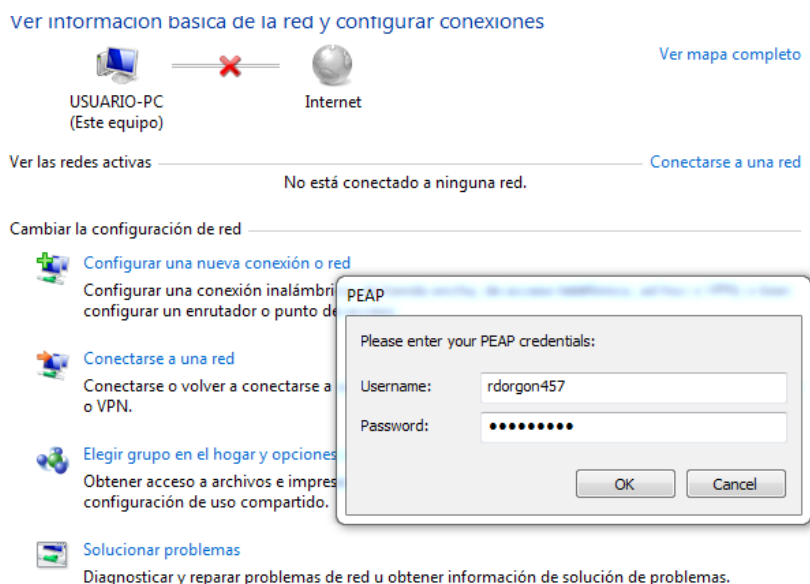 Ver información básica de la red y configurar conexiones
Ver mapa completo
USUARIO-PC
(Este equipo)
Internet
Ver las redes activas
Conectarse a una red
No está conectado a ninguna red.
Cambiar la configuración de red
Configurar una nueva conexión o red
Configurar una conexión inalámbri
configurar un enrutador o punto de
Conectarse a una red
Conectarse o volver a conectarse a
o VPN.
Elegir grupo en el hogar y opciones
Obtener acceso a archivos e impres
configuración de uso compartido.
Solucionar problemas
Diagnosticar y reparar problemas de red u obtener información de solución de problemas.
PEAP
Please enter your PEAP credentials:
Username: rdorgon457
Password: •••••••••
OK Cancel